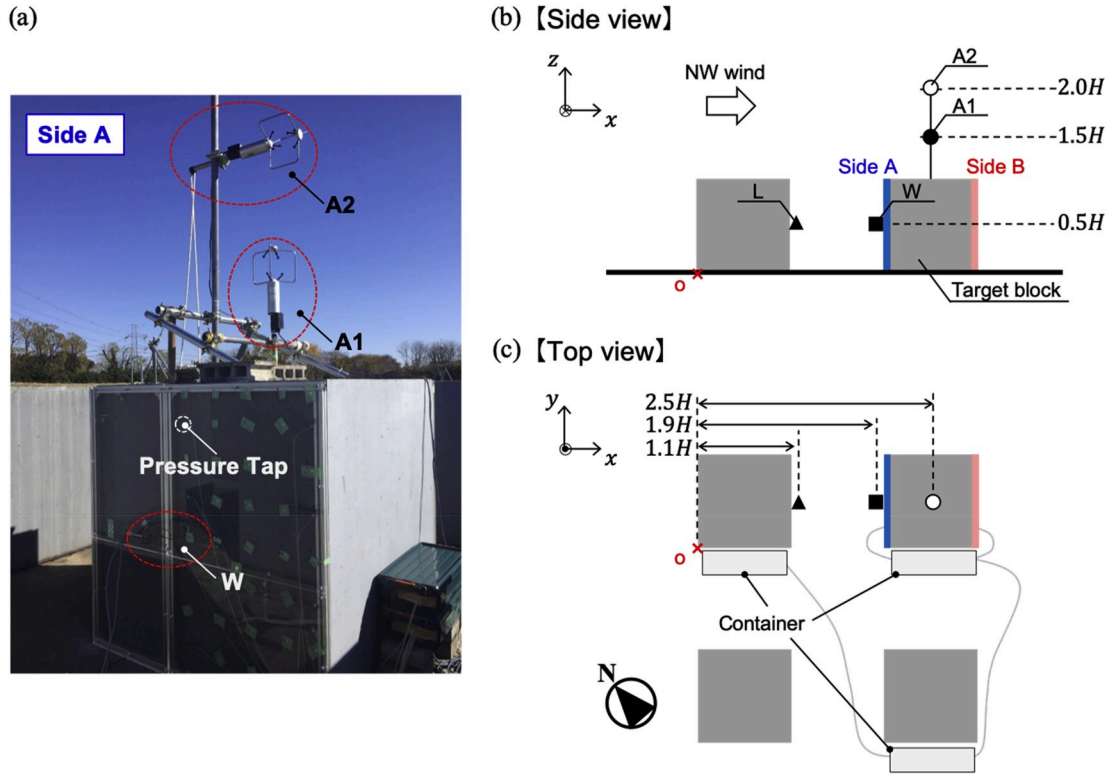 (a)
Side A
A2
A1
Pressure Tap
W
(b) 【Side view】
z
x
NW wind
A2
2.0H
A1
1.5H
Side A
Side B
L
W
0.5H
o
Target block
(c) 【Top view】
y
x
2.5H
1.9H
1.1H
o
Container
N